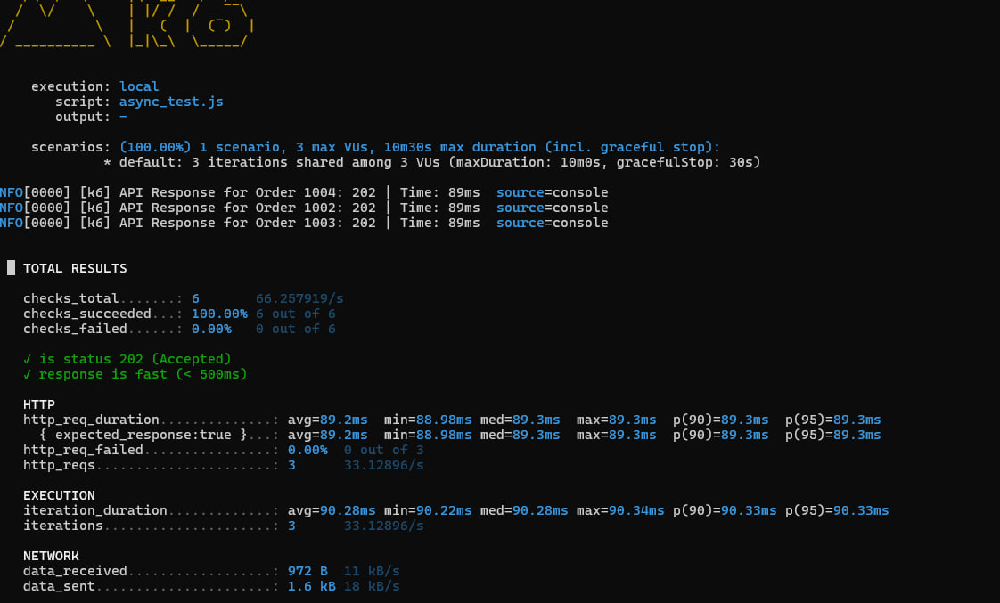 execution: local
script: async_test.js
output: -
scenarios: (100.00%) 1 scenario, 3 max VUs, 10m30s max duration (incl. graceful stop):
* default: 3 iterations shared among 3 VUs (maxDuration: 10m0s, gracefulStop: 30s)
NFO[0000] [k6] API Response for Order 1004: 202 | Time: 89ms  source=console
NFO[0000] [k6] API Response for Order 1002: 202 | Time: 89ms  source=console
NFO[0000] [k6] API Response for Order 1003: 202 | Time: 89ms  source=console
█ TOTAL RESULTS
checks_total.......: 6       66.257919/s
checks_succeeded...: 100.00% 6 out of 6
checks_failed......: 0.00%   0 out of 6
✓ is status 202 (Accepted)
✓ response is fast (< 500ms)
HTTP
http_req_duration..............: avg=89.2ms  min=88.98ms med=89.3ms  max=89.3ms  p(90)=89.3ms  p(95)=89.3ms
{ expected_response:true }...: avg=89.2ms  min=88.98ms med=89.3ms  max=89.3ms  p(90)=89.3ms  p(95)=89.3ms
http_req_failed................: 0.00%  0 out of 3
http_reqs......................: 3      33.12896/s
EXECUTION
iteration_duration.............: avg=90.28ms min=90.22ms med=90.28ms max=90.34ms p(90)=90.33ms p(95)=90.33ms
iterations.....................: 3      33.12896/s
NETWORK
data_received..................: 972 B  11 kB/s
data_sent......................: 1.6 kB 18 kB/s